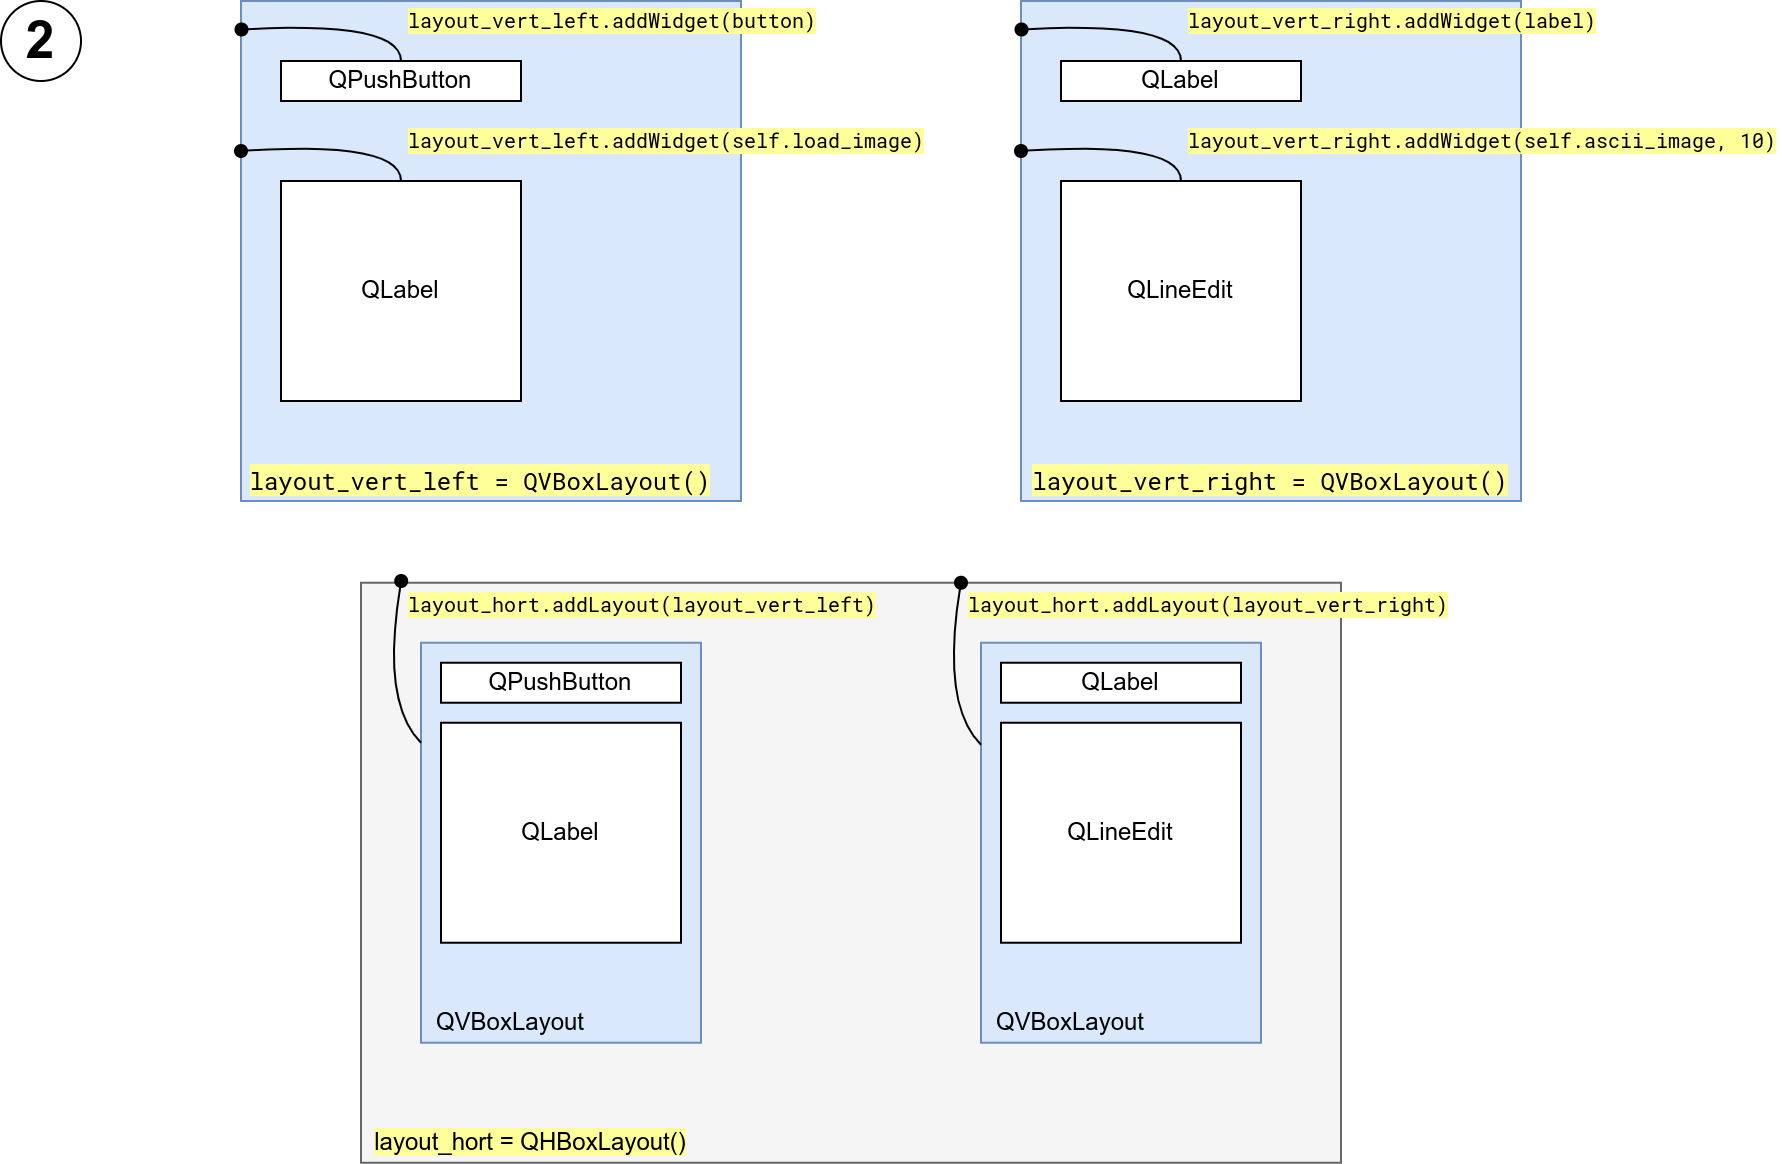 2
layout_vert_left.addWidget(button)
QPushButton
layout_vert_left.addWidget(self.load_image)
QLabel
layout_vert_left = QVBoxLayout()
layout_vert_right.addWidget(label)
QLabel
layout_vert_right.addWidget(self.ascii_image, 10)
QLineEdit
layout_vert_right = QVBoxLayout()
layout_hort.addLayout(layout_vert_left)
QPushButton
QLabel
QVBoxLayout
layout_hort.addLayout(layout_vert_right)
QLabel
QLineEdit
QVBoxLayout
layout_hort = QHBoxLayout()